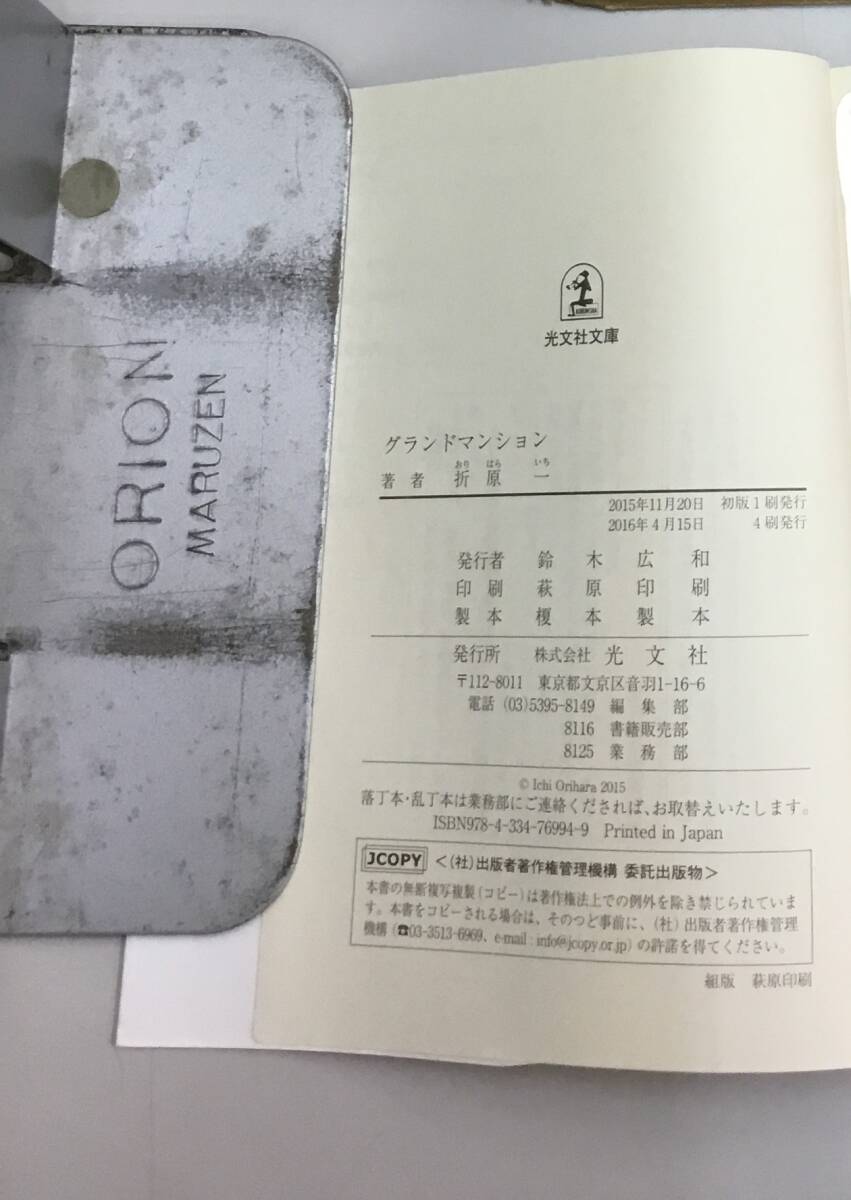 ORION
MARUZEN
光文社文庫
グランドマンション
おり はら いち
著者 折原一
2015年11月20日 初版1刷発行
2016年4月15日 4刷発行
発行者 鈴木広和
印刷 萩原印刷
製本 榎本製本
発行所 株式会社 光文社
〒112-8011 東京都文京区音羽1-16-6
電話 (03)5395-8149 編集部
8116 書籍販売部
8125 業務部
© Ichi Orihara 2015
落丁本・乱丁本は業務部にご連絡くだされば、お取替えいたします。
ISBN978-4-334-76994-9 Printed in Japan
JCOPY <(社)出版者著作権管理機構 委託出版物>
本書の無断複写複製(コピー)は著作権法上での例外を除き禁じられていま
す。本書をコピーされる場合は、そのつど事前に、(社)出版者著作権管理
機構(☎03-3513-6969、e-mail : info@jcopy.or.jp)の許諾を得てください。
組版 萩原印刷